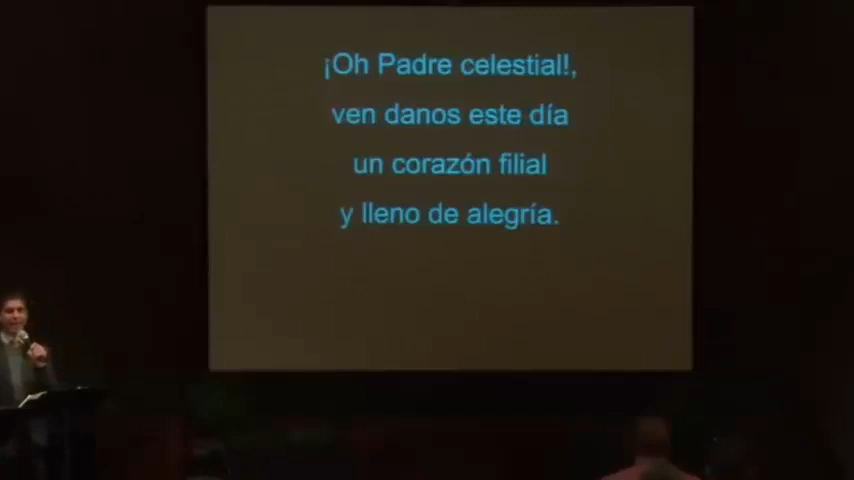 ¡Oh Padre celestial!,
ven danos este día
un corazón filial
y lleno de alegría.